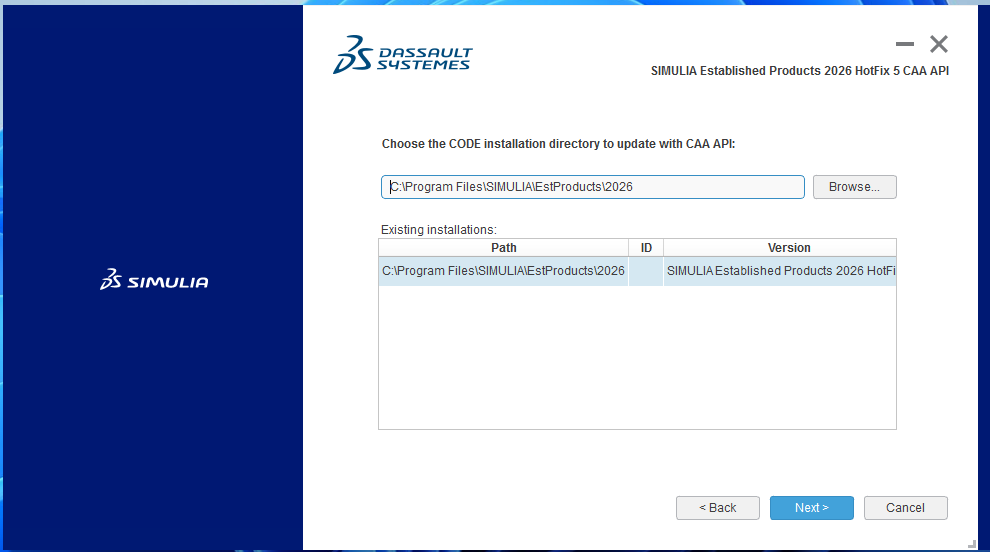 DASSAULT
SYSTEMES
SIMULIA Established Products 2026 HotFix 5 CAA API
Choose the CODE installation directory to update with CAA API:
C:\Program Files\SIMULIA\EstProducts\2026
Browse...
Existing installations:
Path ID Version
C:\Program Files\SIMULIA\EstProducts\2026 SIMULIA Established Products 2026 HotFi
SIMULIA
< Back Next > Cancel